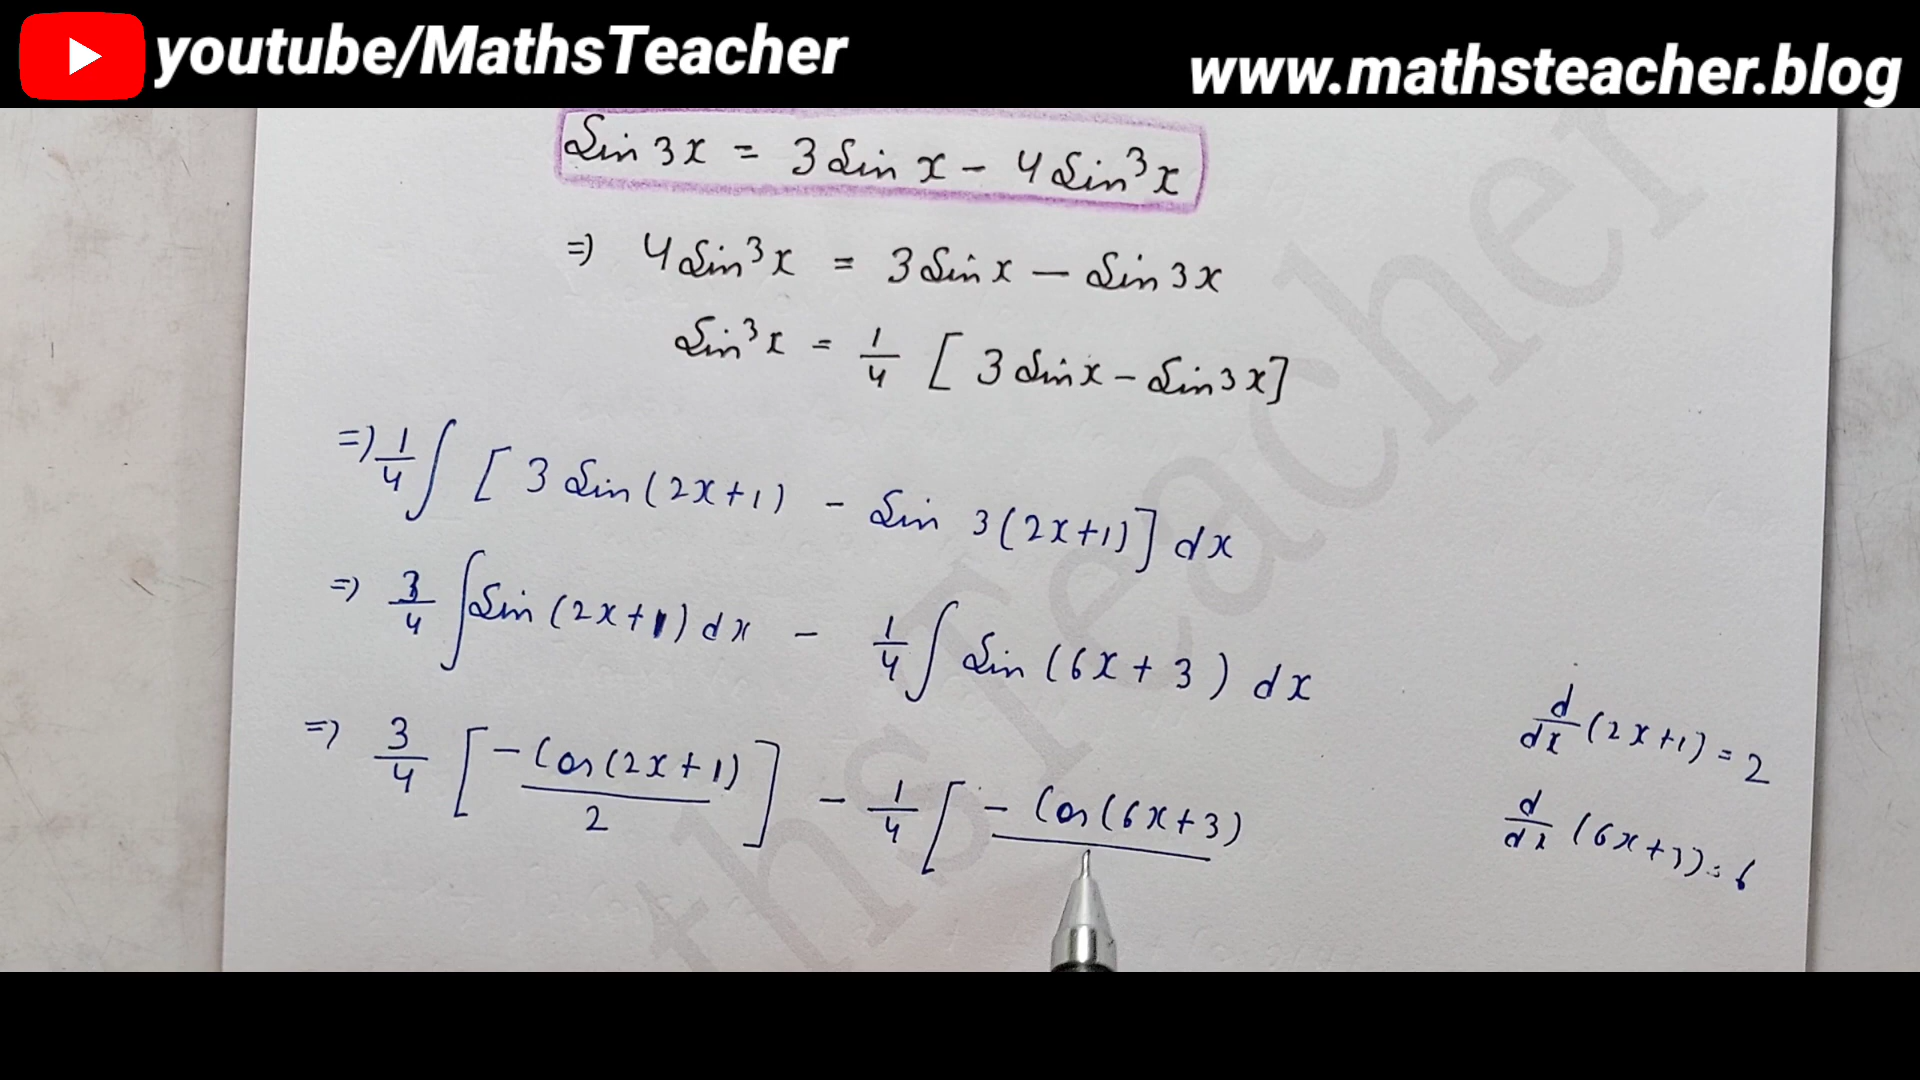 youtube/MathsTeacher
www.mathsteacher.blog
Sin 3x = 3 Sin x - 4 Sin³x
=) 4 Sin³x = 3 Sin x - Sin 3x
Sin³x = 1/4 [ 3 Sin x - Sin 3x ]
=) 1/4 ∫ [ 3 Sin (2x+1) - Sin 3(2x+1) ] dx
=) 3/4 ∫ Sin (2x+1) dx - 1/4 ∫ Sin (6x+3) dx
=) 3/4 [ -Cos(2x+1)/2 ] - 1/4 [ -Cos(6x+3)
d/dx (2x+1) = 2
d/dx (6x+3) = 6
ths Teacher